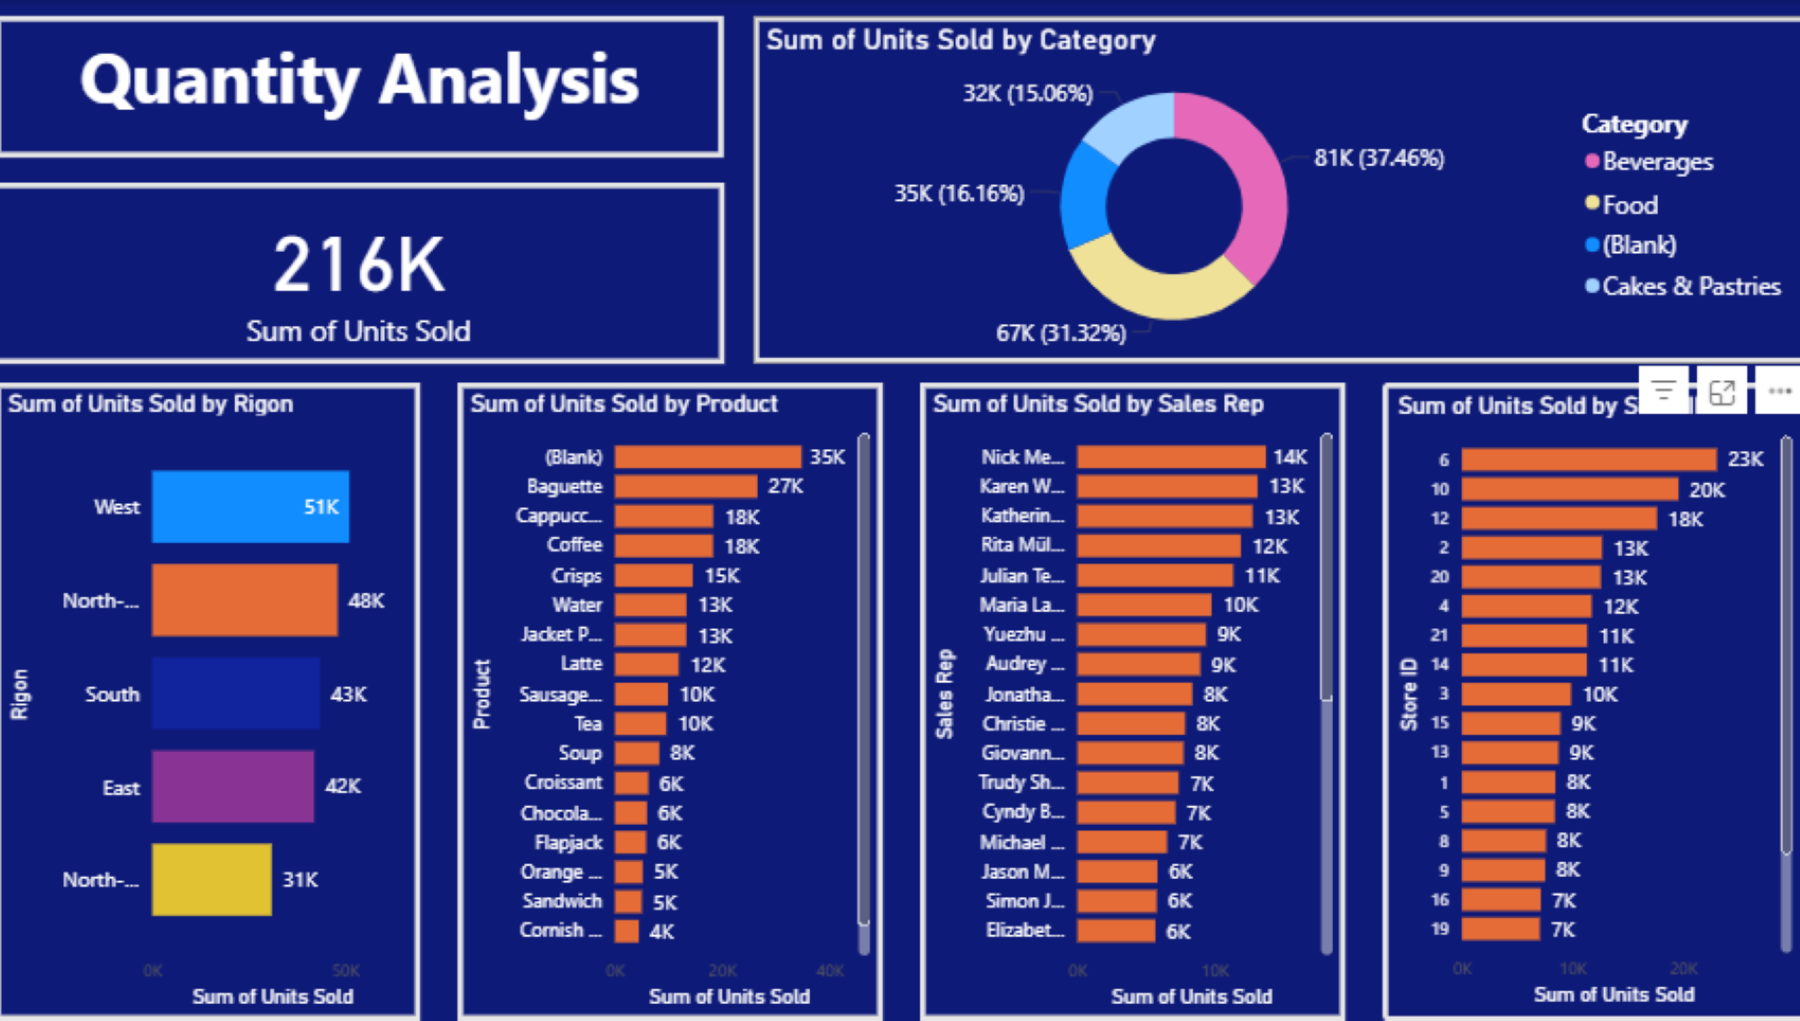 Quantity Analysis
216K
Sum of Units Sold
Sum of Units Sold by Category
32K (15.06%)
81K (37.46%)
35K (16.16%)
67K (31.32%)
Category
Beverages
Food
(Blank)
Cakes & Pastries
Sum of Units Sold by Rigon
Rigon
West 51K
North-... 48K
South 43K
East 42K
North-... 31K
0K 50K
Sum of Units Sold
Sum of Units Sold by Product
Product
(Blank) 35K
Baguette 27K
Cappucc... 18K
Coffee 18K
Crisps 15K
Water 13K
Jacket P... 13K
Latte 12K
Sausage... 10K
Tea 10K
Soup 8K
Croissant 6K
Chocola... 6K
Flapjack 6K
Orange ... 5K
Sandwich 5K
Cornish ... 4K
0K 20K 40K
Sum of Units Sold
Sum of Units Sold by Sales Rep
Sales Rep
Nick Me... 14K
Karen W... 13K
Katherin... 13K
Rita Mül... 12K
Julian Te... 11K
Maria La... 10K
Yuezhu ... 9K
Audrey ... 9K
Jonatha... 8K
Christie ... 8K
Giovann... 8K
Trudy Sh... 7K
Cyndy B... 7K
Michael ... 7K
Jason M... 6K
Simon J... 6K
Elizabet... 6K
0K 10K
Sum of Units Sold
Sum of Units Sold by S
Store ID
6 23K
10 20K
12 18K
2 13K
20 13K
4 12K
21 11K
14 11K
3 10K
15 9K
13 9K
1 8K
5 8K
8 8K
9 8K
16 7K
19 7K
0K 10K 20K
Sum of Units Sold